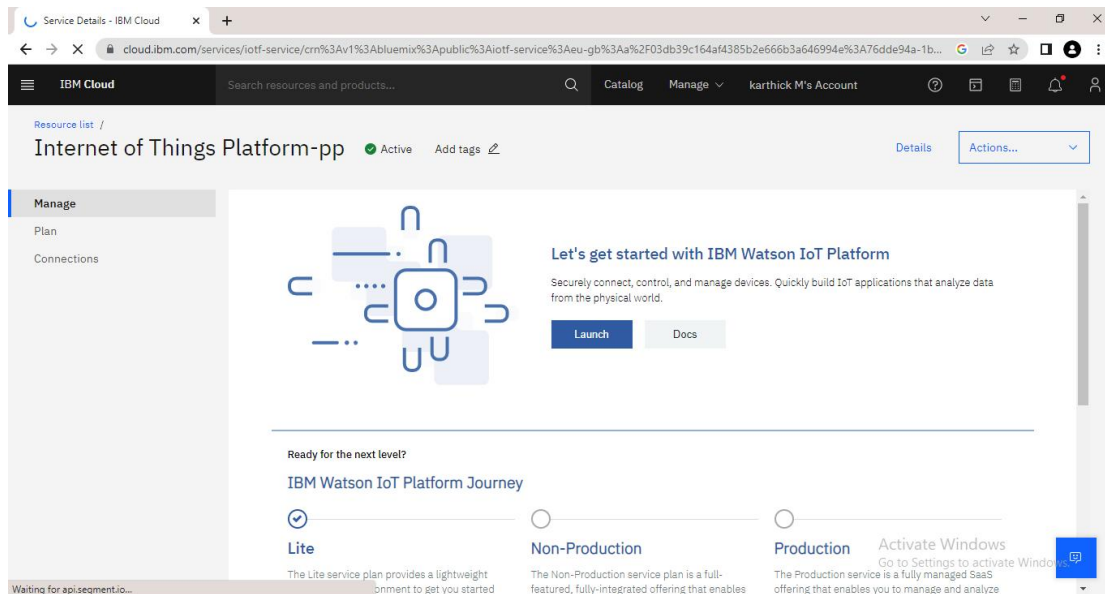 Service Details - IBM Cloud
cloud.ibm.com/services/iotf-service/crn%3Av1%3Abluemix%3Apublic%3Aiotf-service%3Aeu-gb%3Aa%2F03db39c164af4385b2e666b3a646994e%3A76dde94a-1b...
IBM Cloud Search resources and products... Catalog Manage karthick M's Account
Resource list /
Internet of Things Platform-pp Active Add tags Details Actions...
Manage
Plan
Connections
Let's get started with IBM Watson IoT Platform
Securely connect, control, and manage devices. Quickly build IoT applications that analyze data
from the physical world.
Launch Docs
Ready for the next level?
IBM Watson IoT Platform Journey
Lite Non-Production Production
The Lite service plan provides a lightweight
onment to get you started
The Non-Production service plan is a full-
featured, fully-integrated offering that enables
The Production service is a fully managed SaaS
offering that enables you to manage and analyze
Activate Windows
Go to Settings to activate Windows.
Waiting for api.segment.io...